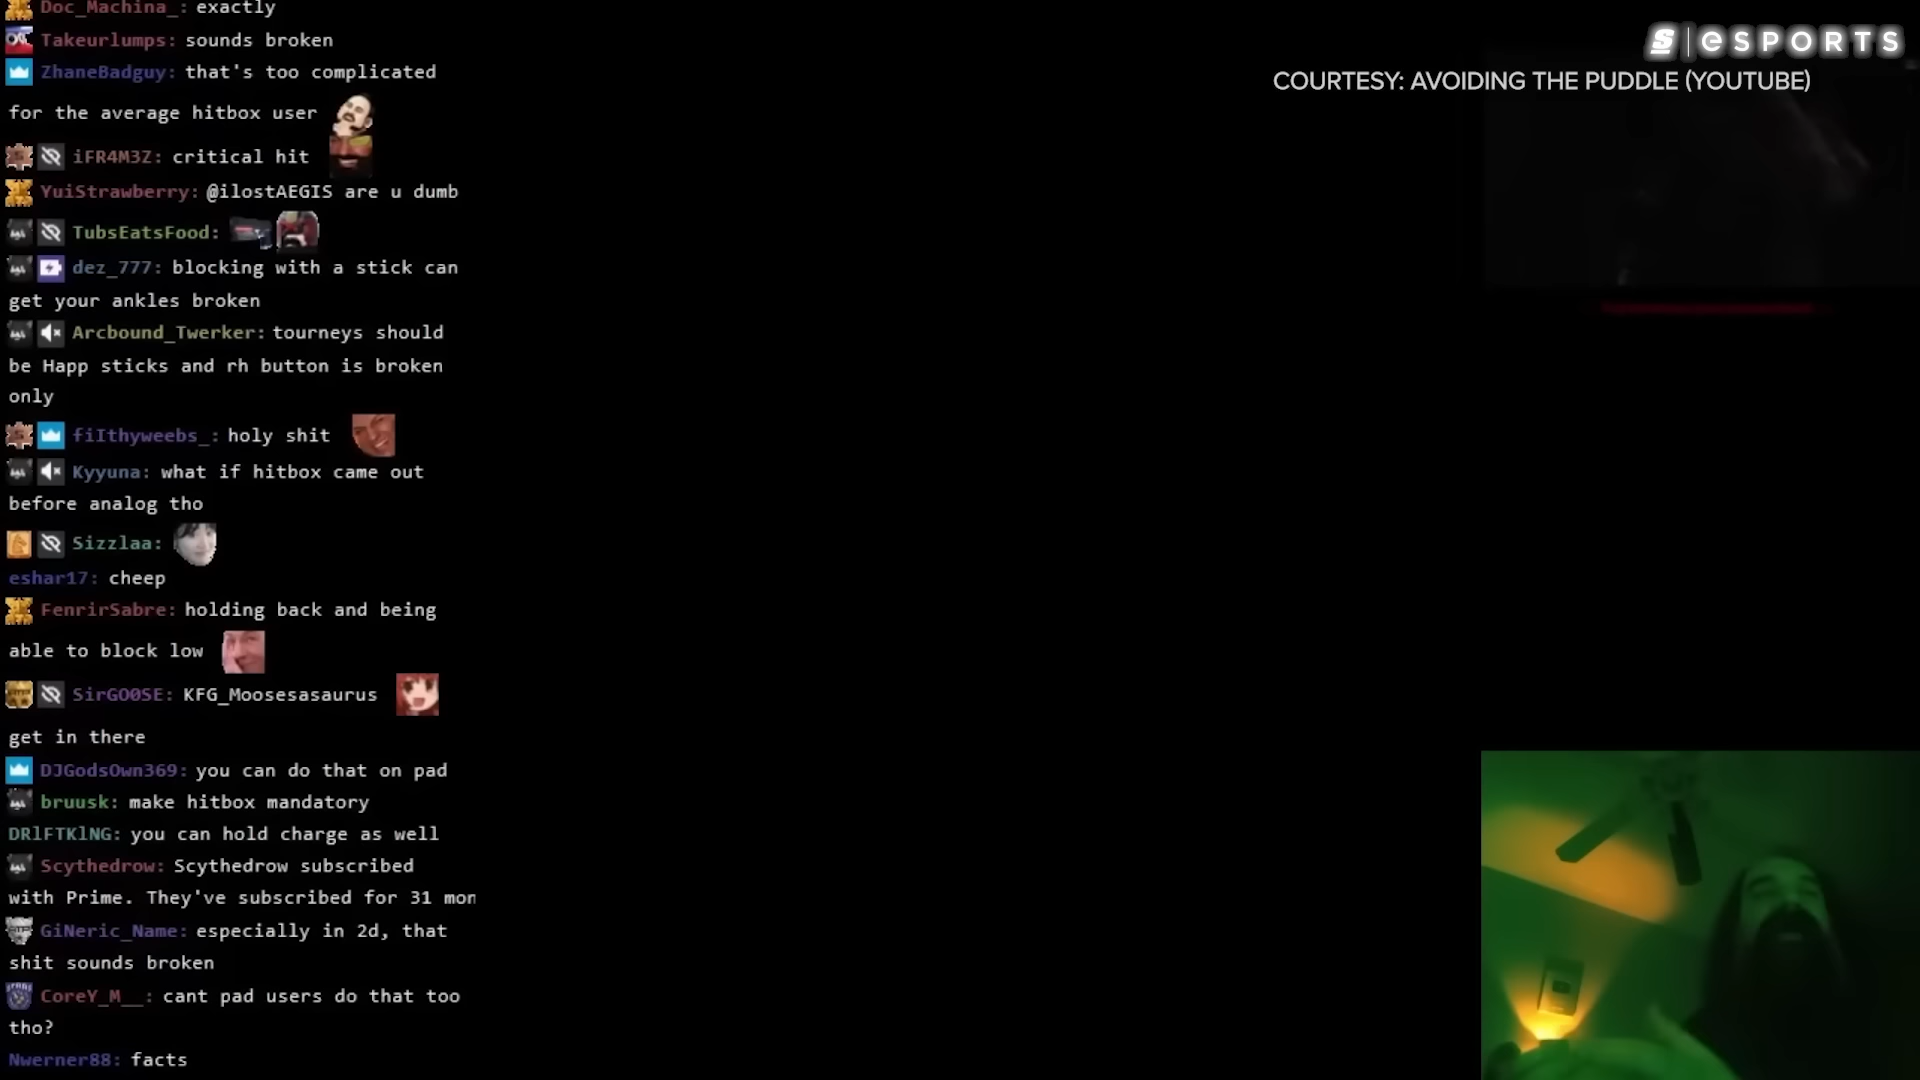 Doc_Machina_: exactly
Takeurlumps: sounds broken
ZhaneBadguy: that's too complicated
for the average hitbox user
iFR4M3Z: critical hit
YuiStrawberry: @ilostAEGIS are u dumb
TubsEatsFood:
dez_777: blocking with a stick can
get your ankles broken
Arcbound_Twerker: tourneys should
be Happ sticks and rh button is broken
only
fiIthyweebs_: holy shit
Kyyuna: what if hitbox came out
before analog tho
Sizzlaa:
eshar17: cheep
FenrirSabre: holding back and being
able to block low
SirGO0SE: KFG_Moosesasaurus
get in there
DJGodsOwn369: you can do that on pad
bruusk: make hitbox mandatory
DRlFTKlNG: you can hold charge as well
Scythedrow: Scythedrow subscribed
with Prime. They've subscribed for 31 mon
GiNeric_Name: especially in 2d, that
shit sounds broken
CoreY_M__: cant pad users do that too
tho?
Nwerner88: facts
S | eSPORTS
COURTESY: AVOIDING THE PUDDLE (YOUTUBE)